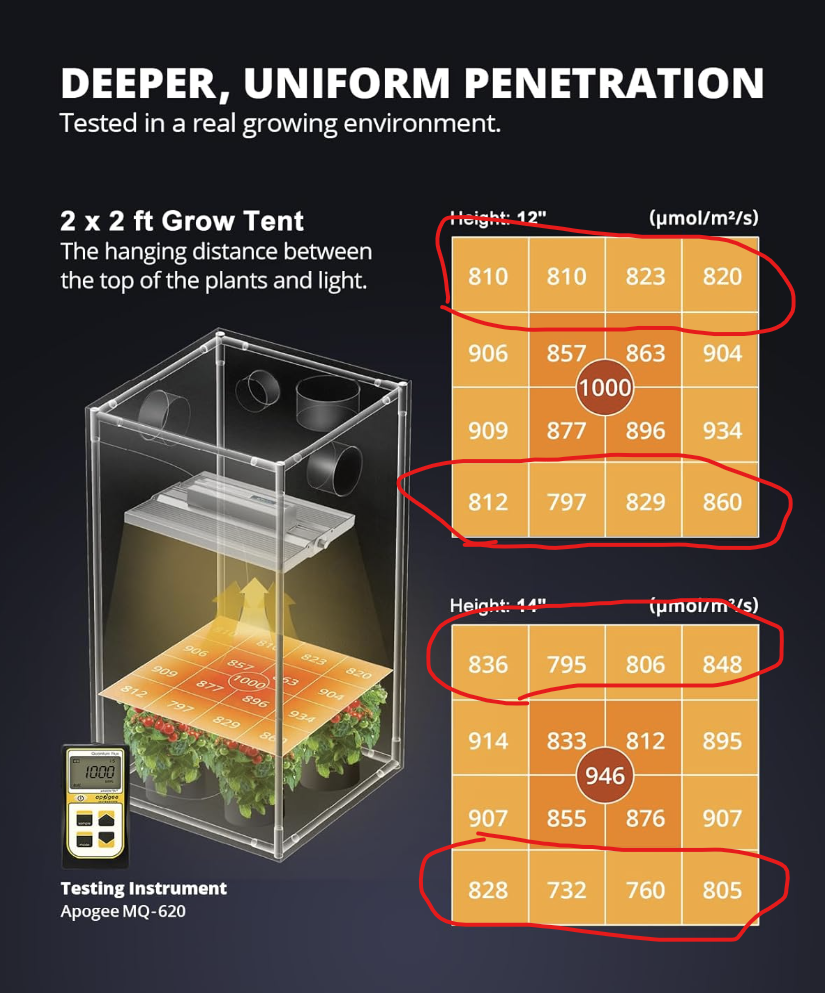 DEEPER, UNIFORM PENETRATION
Tested in a real growing environment.
2 x 2 ft Grow Tent
The hanging distance between
the top of the plants and light.
Height: 12" (μmol/m²/s)
810 810 823 820
906 857 863 904
1000
909 877 896 934
812 797 829 860
Height: 14" (μmol/m²/s)
836 795 806 848
914 833 812 895
946
907 855 876 907
828 732 760 805
810 823 820
906 857 63 904
909 877 1000 896 934
812 797 829 86
1000
apogee
Testing Instrument
Apogee MQ-620